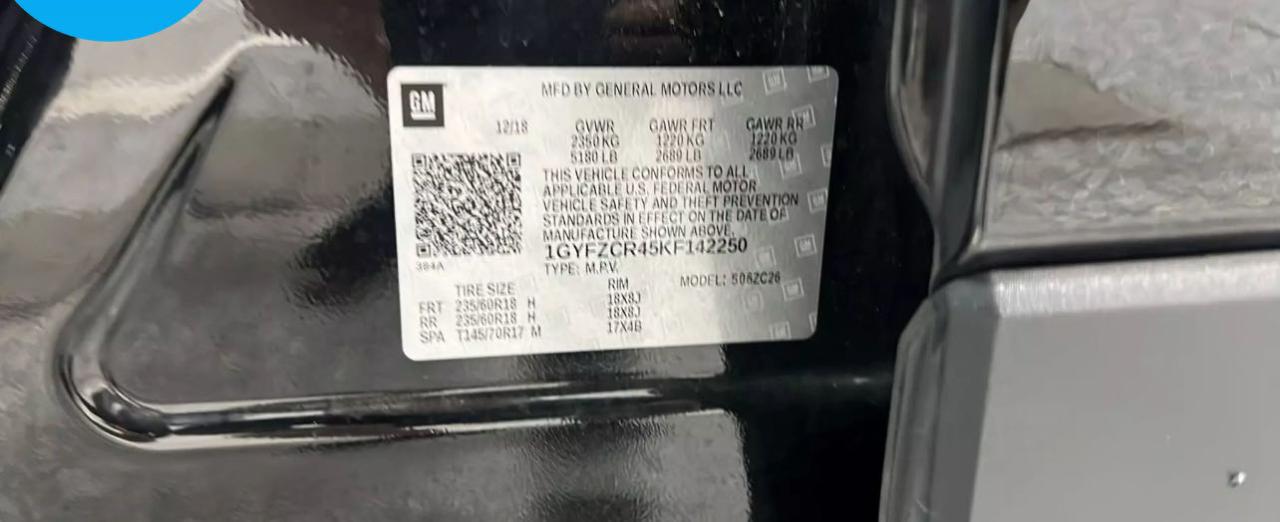 GM
MFD BY GENERAL MOTORS LLC
12/18 GVWR GAWR FRT GAWR RR
2350 KG 1220 KG 1220 KG
5180 LB 2689 LB 2689 LB
THIS VEHICLE CONFORMS TO ALL
APPLICABLE U.S. FEDERAL MOTOR
VEHICLE SAFETY AND THEFT PREVENTION
STANDARDS IN EFFECT ON THE DATE OF
MANUFACTURE SHOWN ABOVE.
1GYFZCR45KF142250
384A
TYPE: M.P.V. MODEL: 506ZC26
TIRE SIZE RIM
FRT 235/60R18 H 18X8J
RR 235/60R18 H 18X8J
SPA T145/70R17 M 17X4B